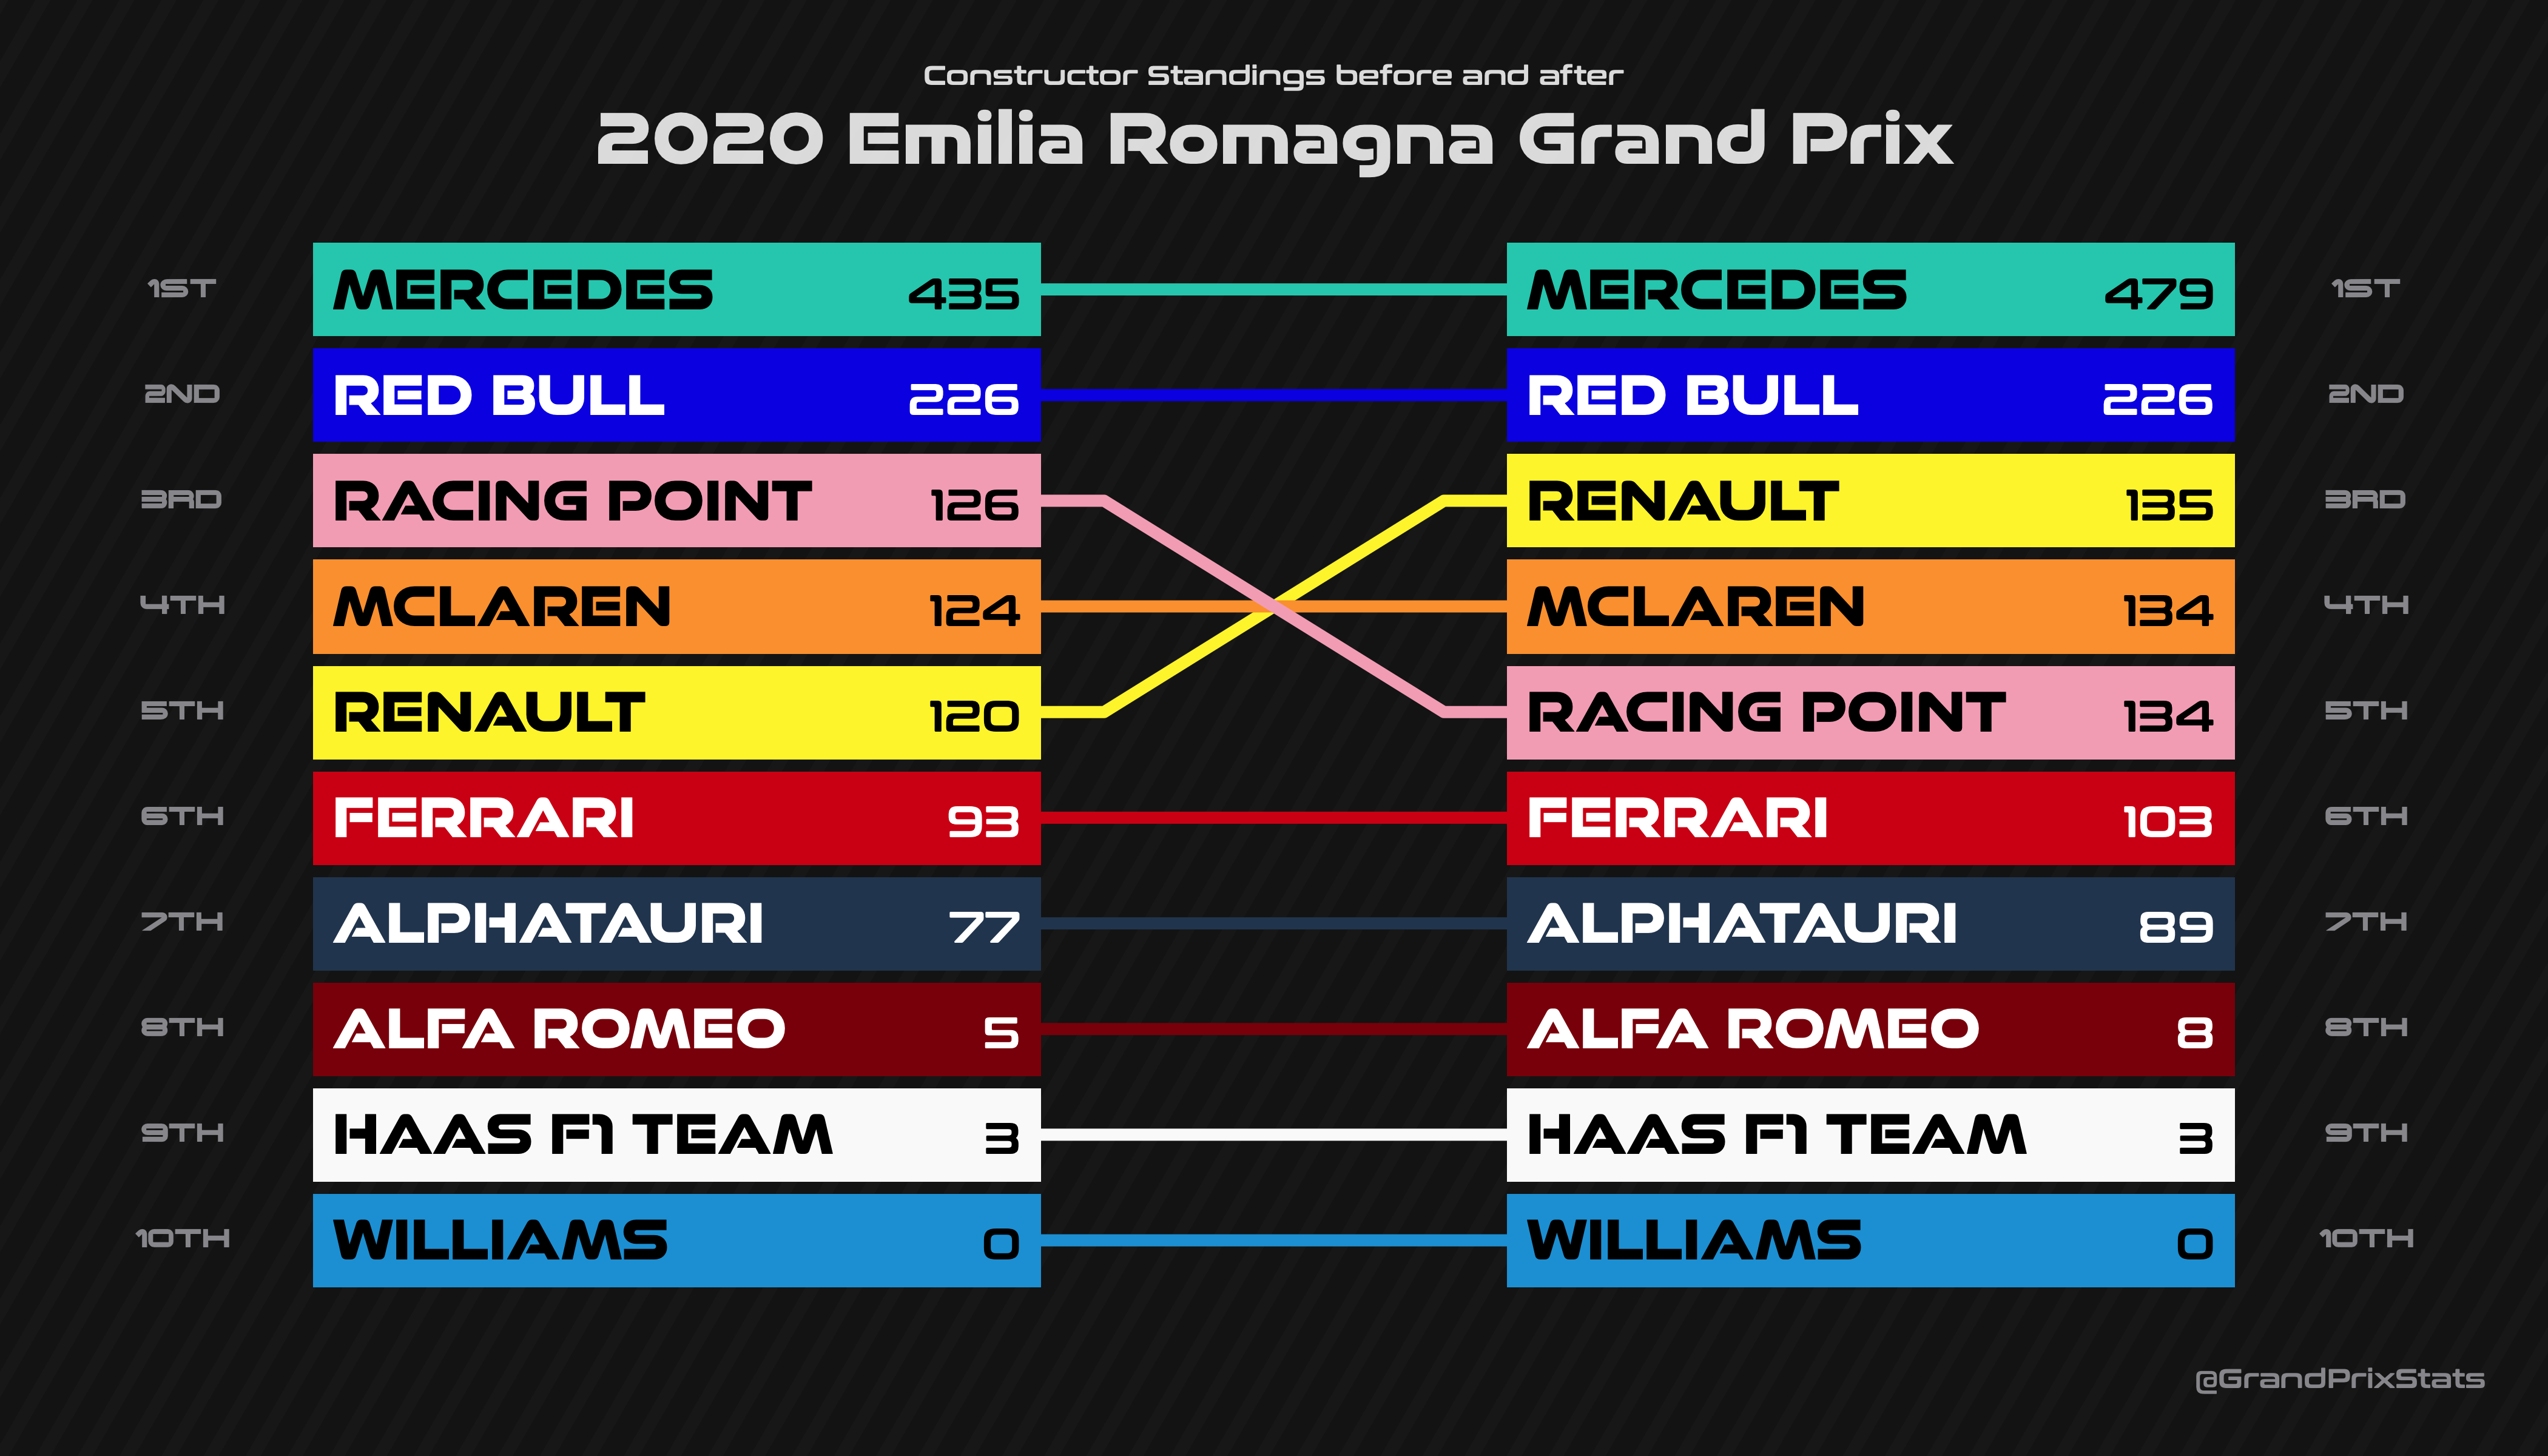 Constructor Standings before and after
2020 Emilia Romagna Grand Prix
1ST MERCEDES 435 MERCEDES 479 1ST
2ND RED BULL 226 RED BULL 226 2ND
3RD RACING POINT 126 RENAULT 135 3RD
4TH MCLAREN 124 MCLAREN 134 4TH
5TH RENAULT 120 RACING POINT 134 5TH
6TH FERRARI 93 FERRARI 103 6TH
7TH ALPHATAURI 77 ALPHATAURI 89 7TH
8TH ALFA ROMEO 5 ALFA ROMEO 8 8TH
9TH HAAS F1 TEAM 3 HAAS F1 TEAM 3 9TH
10TH WILLIAMS 0 WILLIAMS 0 10TH
@GrandPrixStats